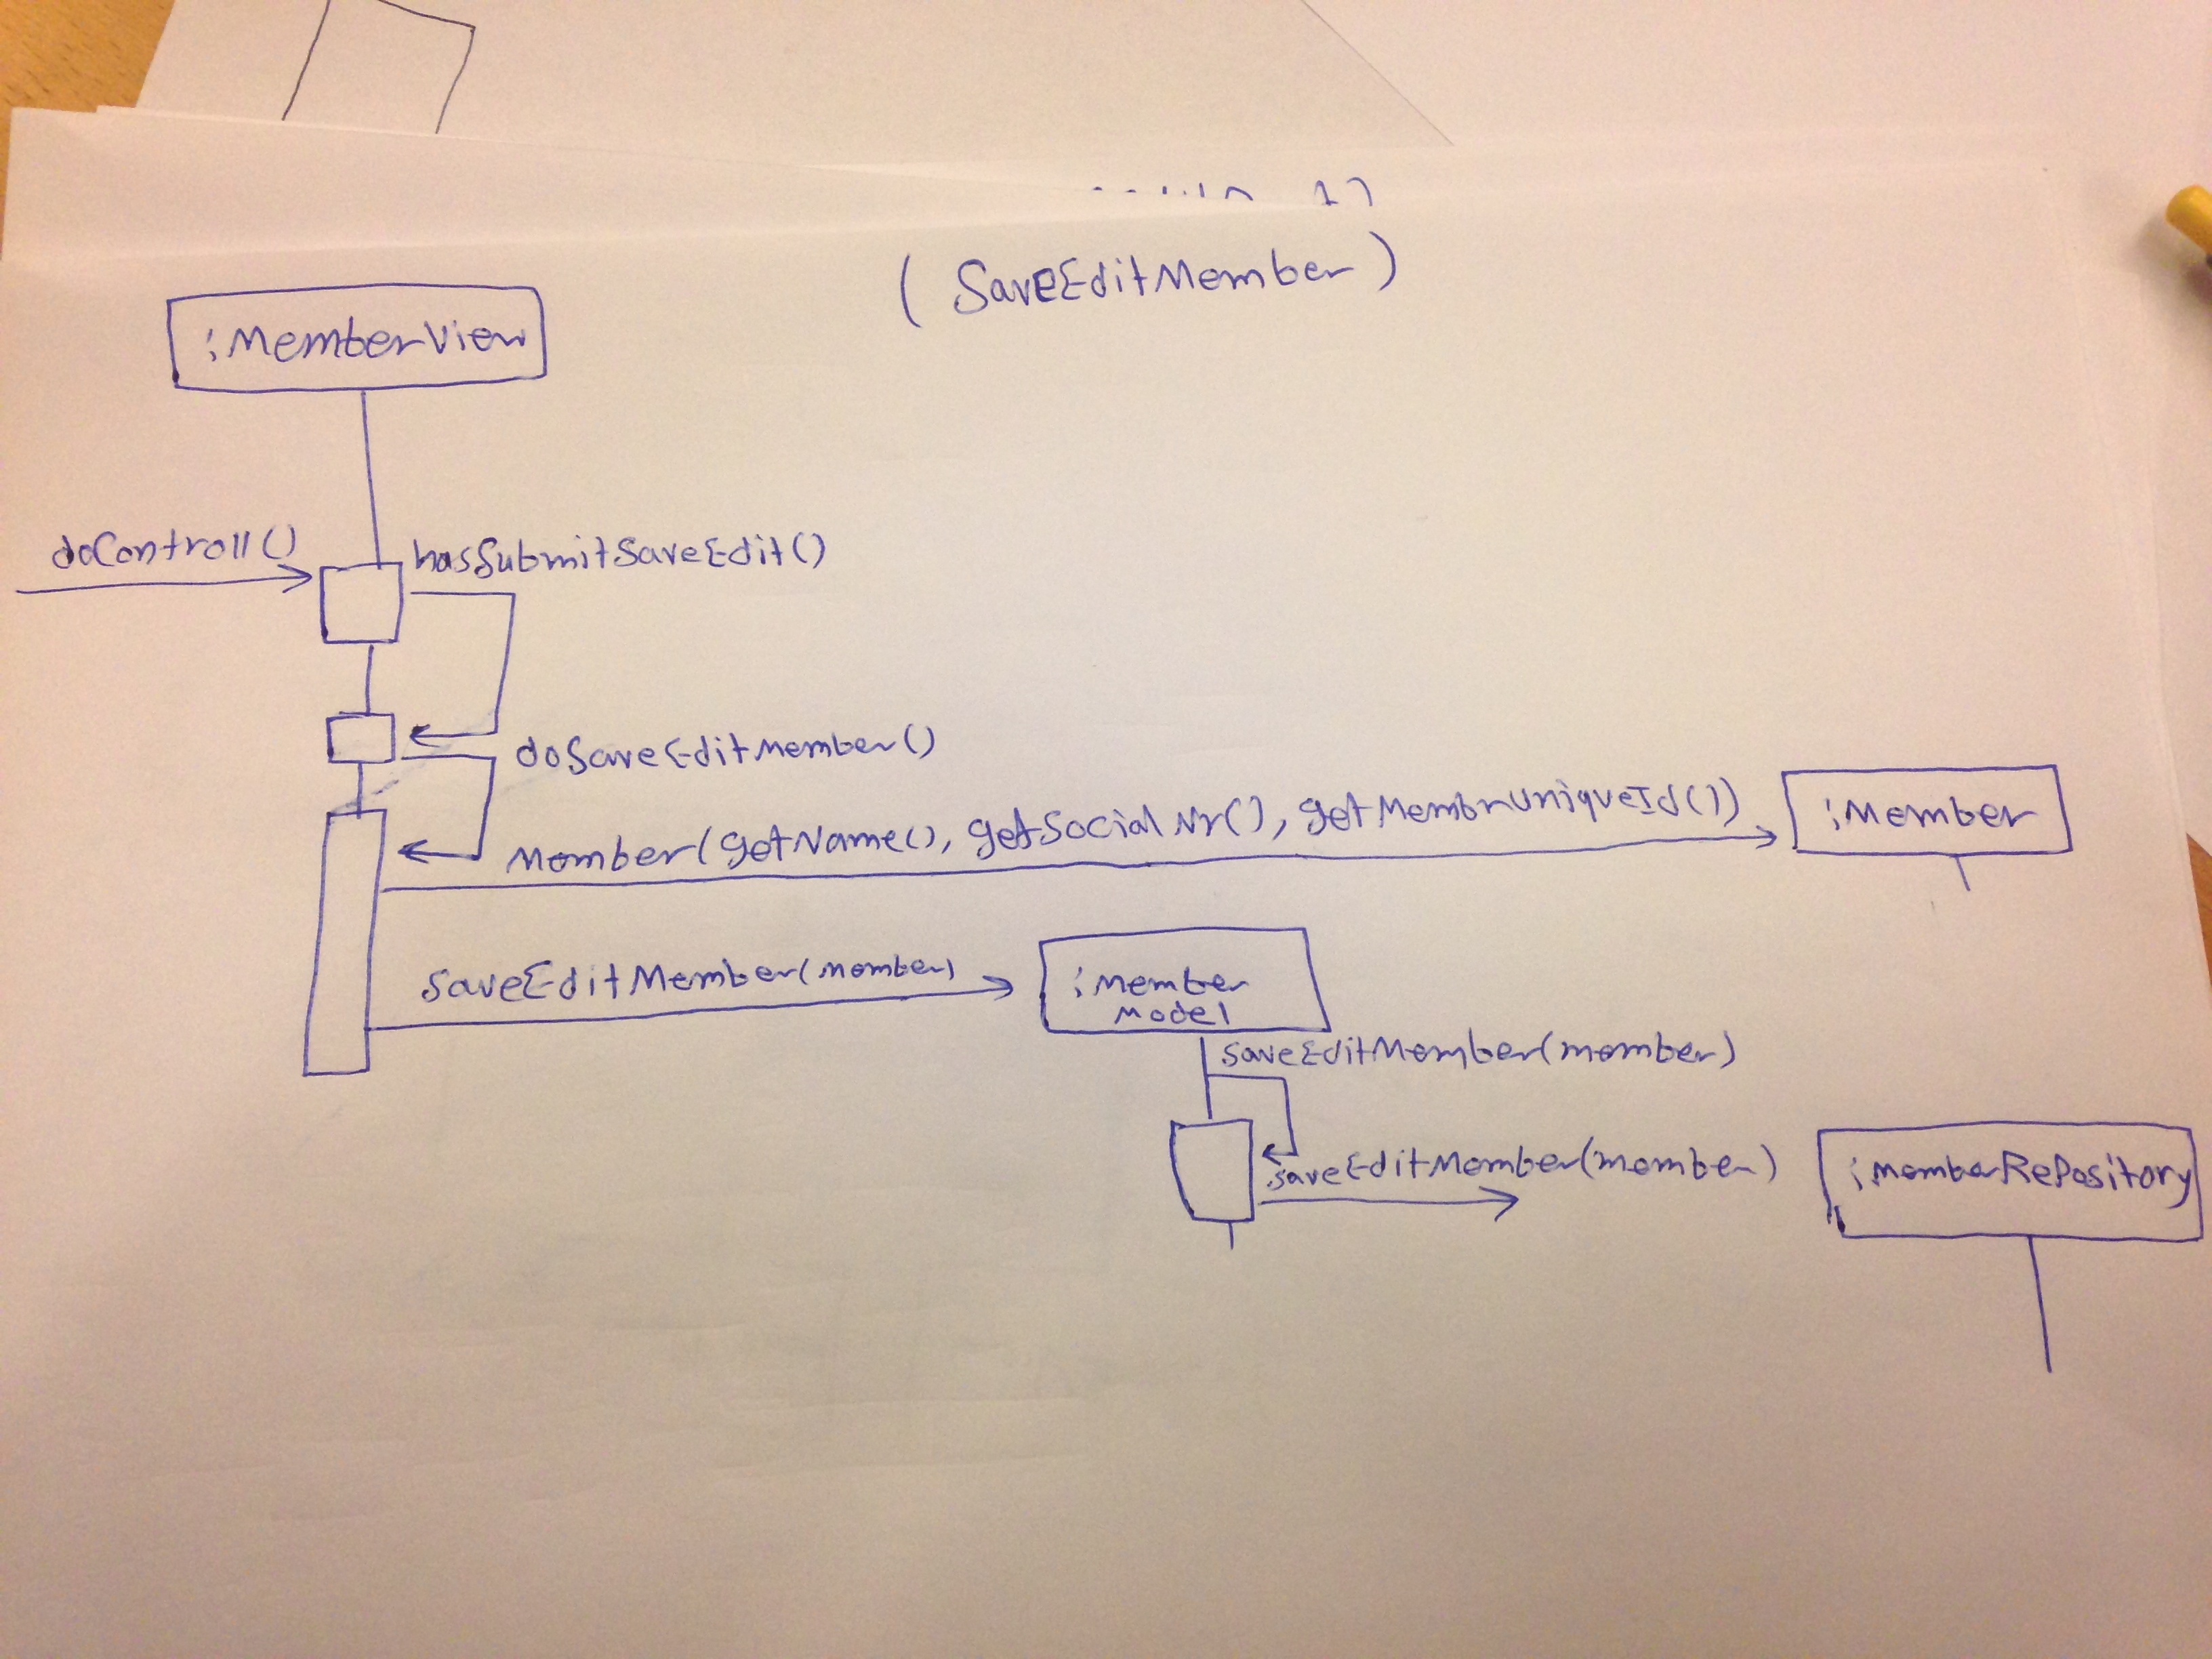 ( SaveEditMember )
:MemberView
doControll()
hasSubmitSaveEdit()
doSaveEditMember()
Member(getName(), getSocialNr(), getMembrUniqueId())
:Member
saveEditMember(member)
:Member
Model
saveEditMember(member)
saveEditMember(member)
:memberRepository